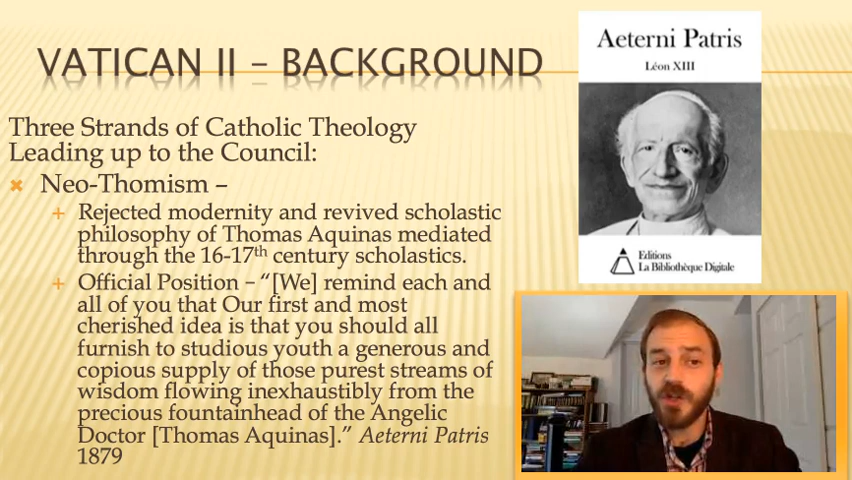 VATICAN II – BACKGROUND
Three Strands of Catholic Theology
Leading up to the Council:
Neo-Thomism –
Rejected modernity and revived scholastic
philosophy of Thomas Aquinas mediated
through the 16-17th century scholastics.
Official Position – “[We] remind each and
all of you that Our first and most
cherished idea is that you should all
furnish to studious youth a generous and
copious supply of those purest streams of
wisdom flowing inexhaustibly from the
precious fountainhead of the Angelic
Doctor [Thomas Aquinas].” Aeterni Patris
1879
Aeterni Patris
Léon XIII
Editions
La Bibliothèque Digitale